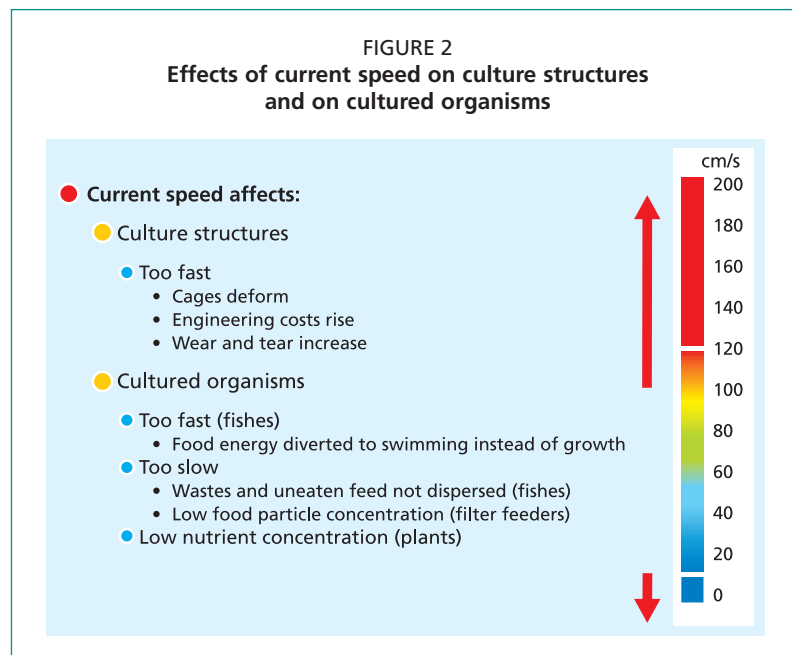 FIGURE 2
Effects of current speed on culture structures
and on cultured organisms
cm/s
Current speed affects:
Culture structures
Too fast
• Cages deform
• Engineering costs rise
• Wear and tear increase
Cultured organisms
Too fast (fishes)
• Food energy diverted to swimming instead of growth
Too slow
• Wastes and uneaten feed not dispersed (fishes)
• Low food particle concentration (filter feeders)
Low nutrient concentration (plants)
200
180
160
140
120
100
80
60
40
20
0